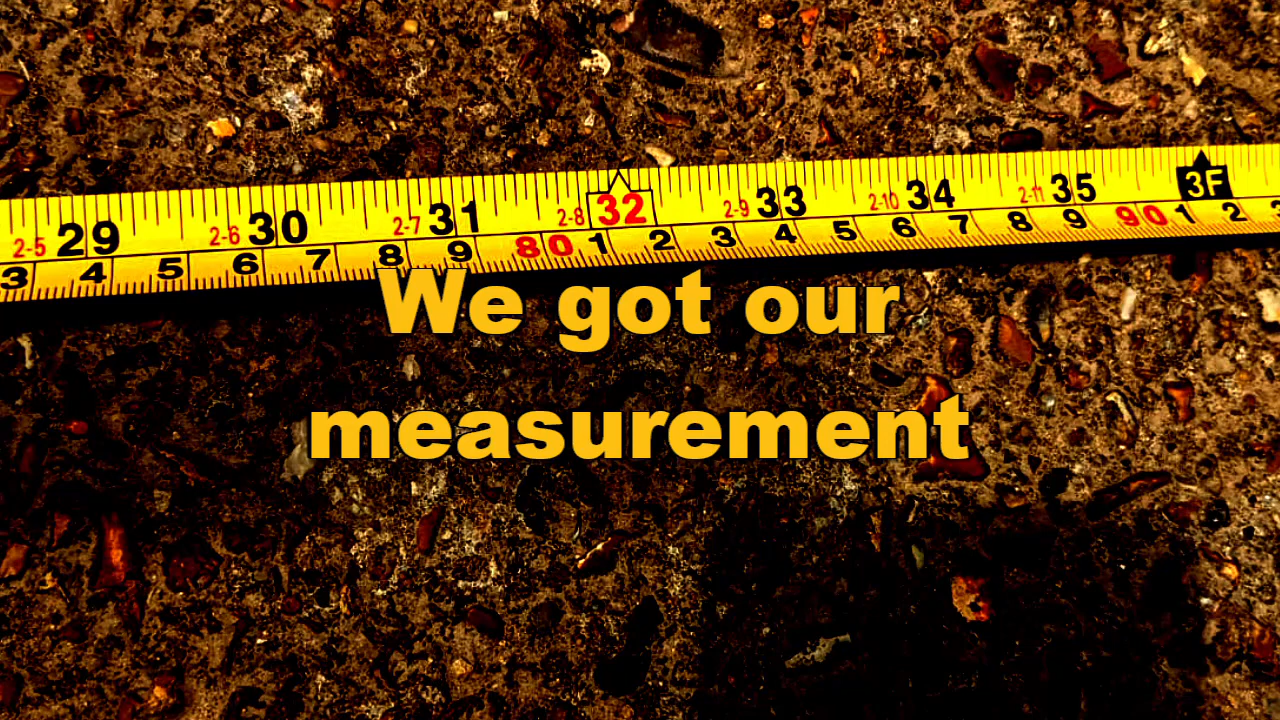 2-5 29 2-6 30 2-7 31 2-8 32 2-9 33 2-10 34 2-11 35 3F
3 4 5 6 7 8 9 80 1 2 3 4 5 6 7 8 9 90 1 2
We got our
measurement